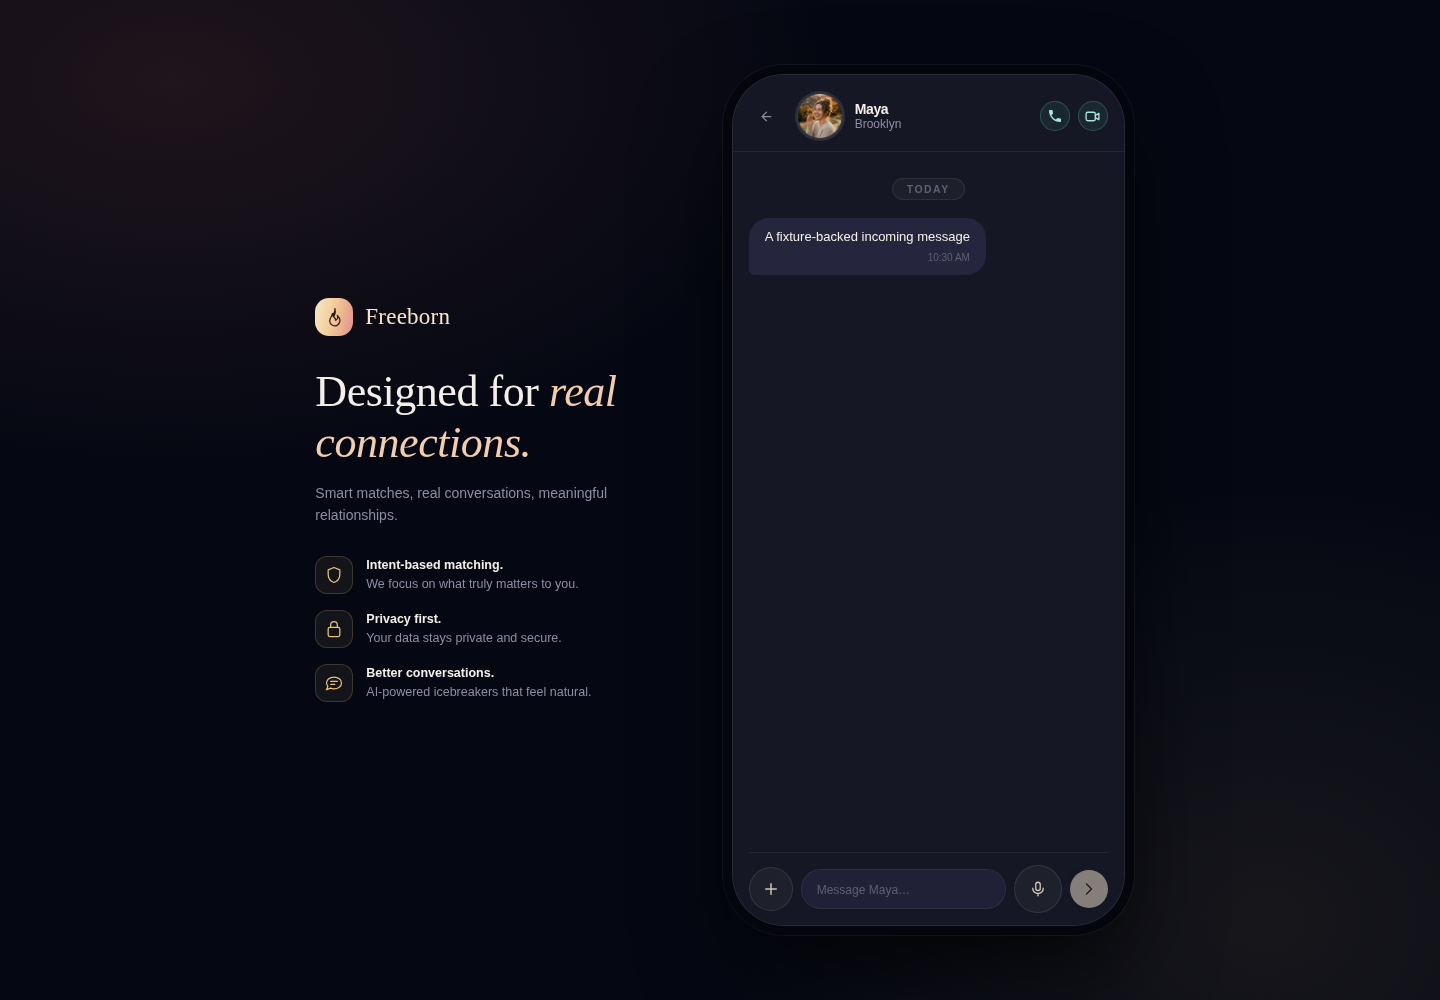 Freeborn
Designed for real
connections.
Smart matches, real conversations, meaningful
relationships.
Intent-based matching.
We focus on what truly matters to you.
Privacy first.
Your data stays private and secure.
Better conversations.
AI-powered icebreakers that feel natural.
Maya
Brooklyn
TODAY
A fixture-backed incoming message
10:30 AM
Message Maya…